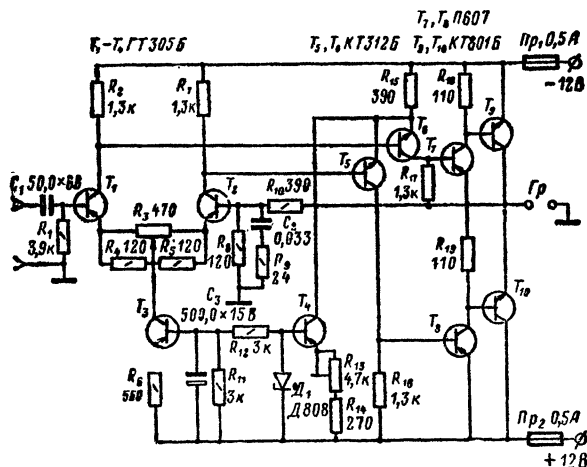 T₇, T₈ П607
T₁-T₄ ГТ305Б
T₅, T₆ КТ312Б
T₉, T₁₀ КТ801Б
Пр₁ 0,5А
−12В
R₂
1,3к
R₇
1,3к
R₁₅
390
R₁₈
110
T₉
T₆
T₇
T₅
C₁ 50,0×6В
T₁
T₂
R₁₀ 390
R₁₇
1,3к
Гр
R₃ 470
C₂
0,033
R₁
3,9к
R₄ 120
R₅ 120
R₈
120
R₉
24
R₁₉
110
T₁₀
C₃
500,0×15В
T₃
T₄
T₈
R₁₂ 3к
R₁₃
4,7к
R₆
560
R₁₁
3к
Д₁
Д808
R₁₄
270
R₁₆
1,3к
Пр₂ 0,5А
+12В